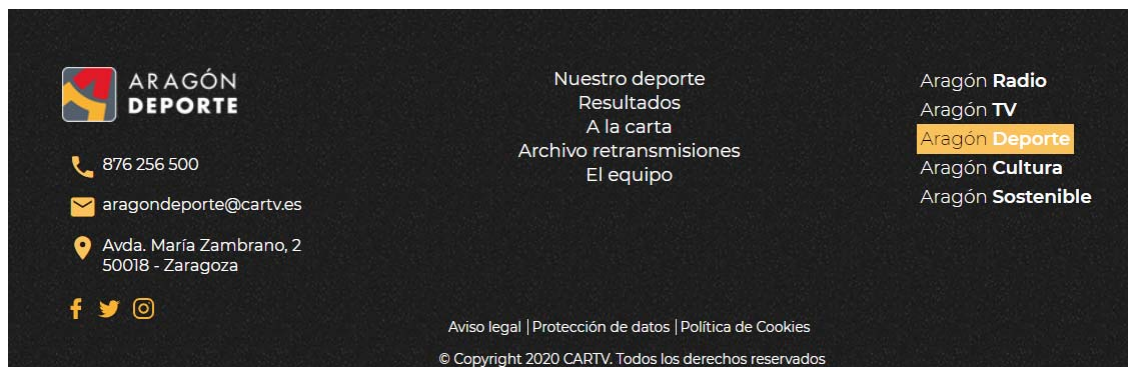 ARAGÓN
DEPORTE
876 256 500
aragondeporte@cartv.es
Avda. María Zambrano, 2
50018 - Zaragoza
Nuestro deporte
Resultados
A la carta
Archivo retransmisiones
El equipo
Aragón Radio
Aragón TV
Aragón Deporte
Aragón Cultura
Aragón Sostenible
Aviso legal | Protección de datos | Política de Cookies
© Copyright 2020 CARTV. Todos los derechos reservados